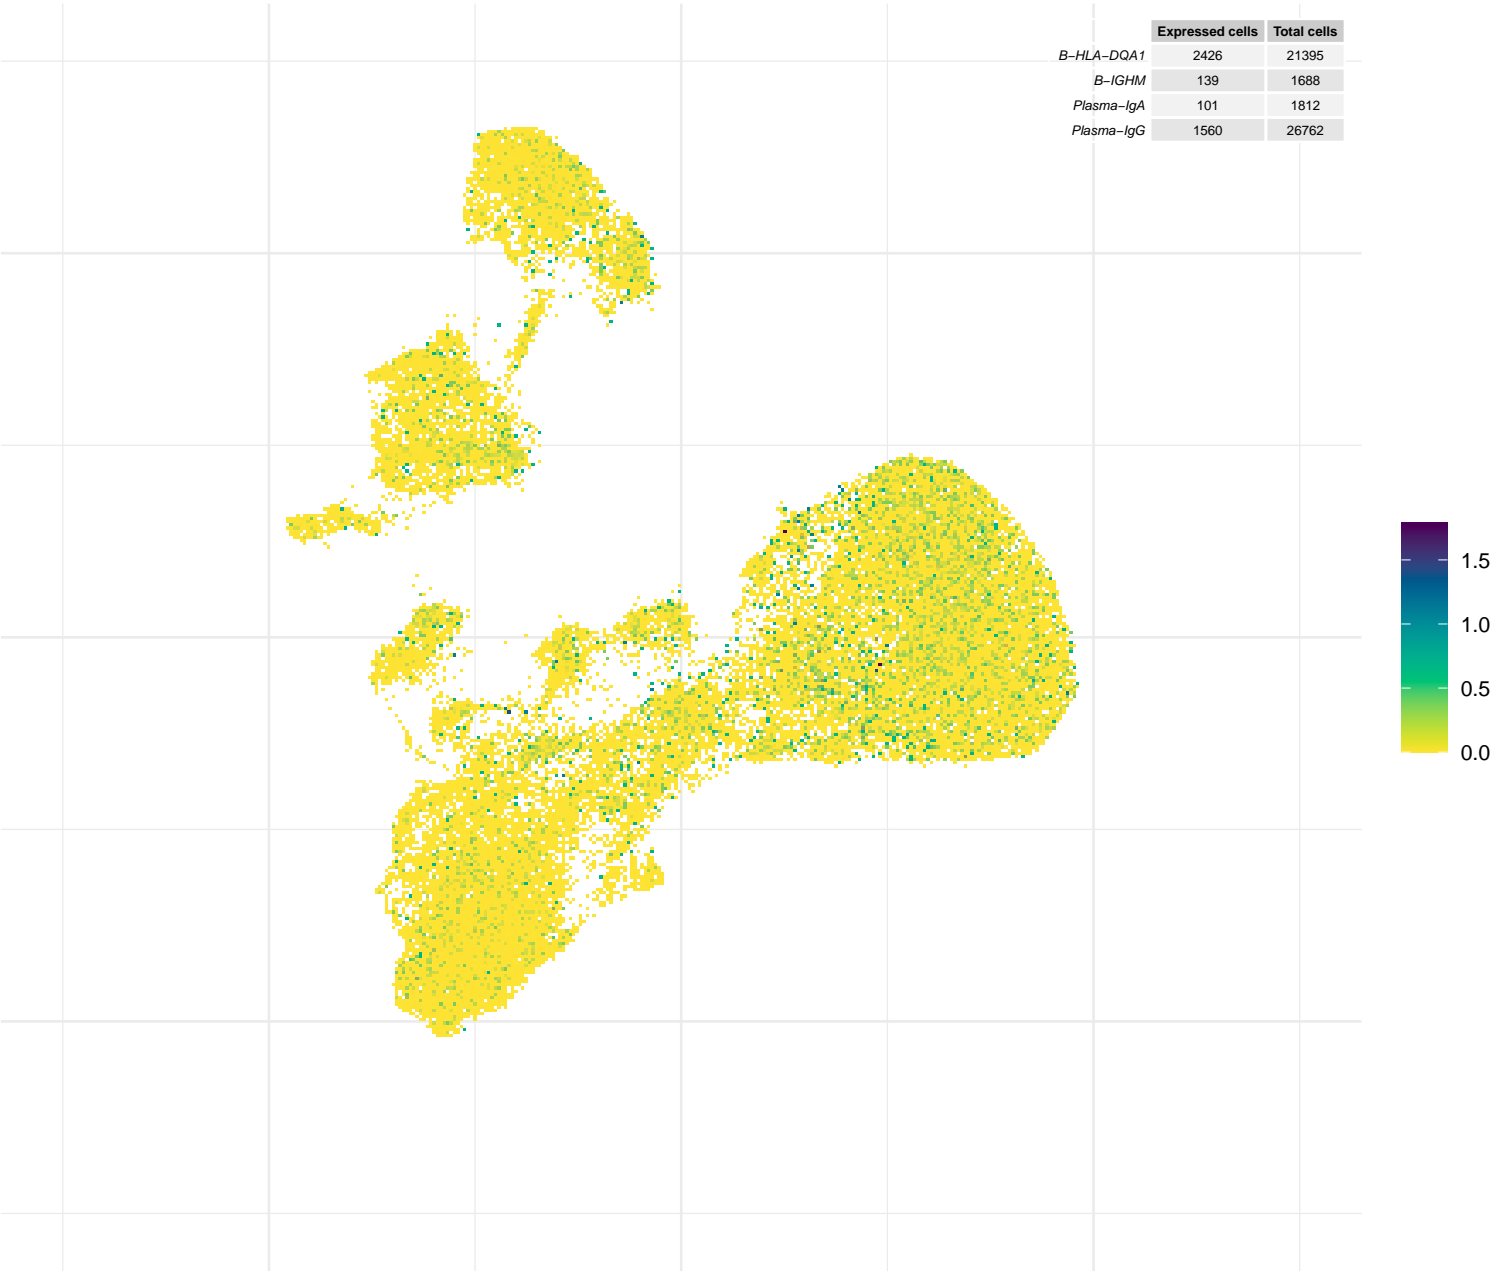 Expressed cells Total cells
B−HLA−DQA1 2426 21395
B−IGHM 139 1688
Plasma−IgA 101 1812
Plasma−IgG 1560 26762
1.5
1.0
0.5
0.0